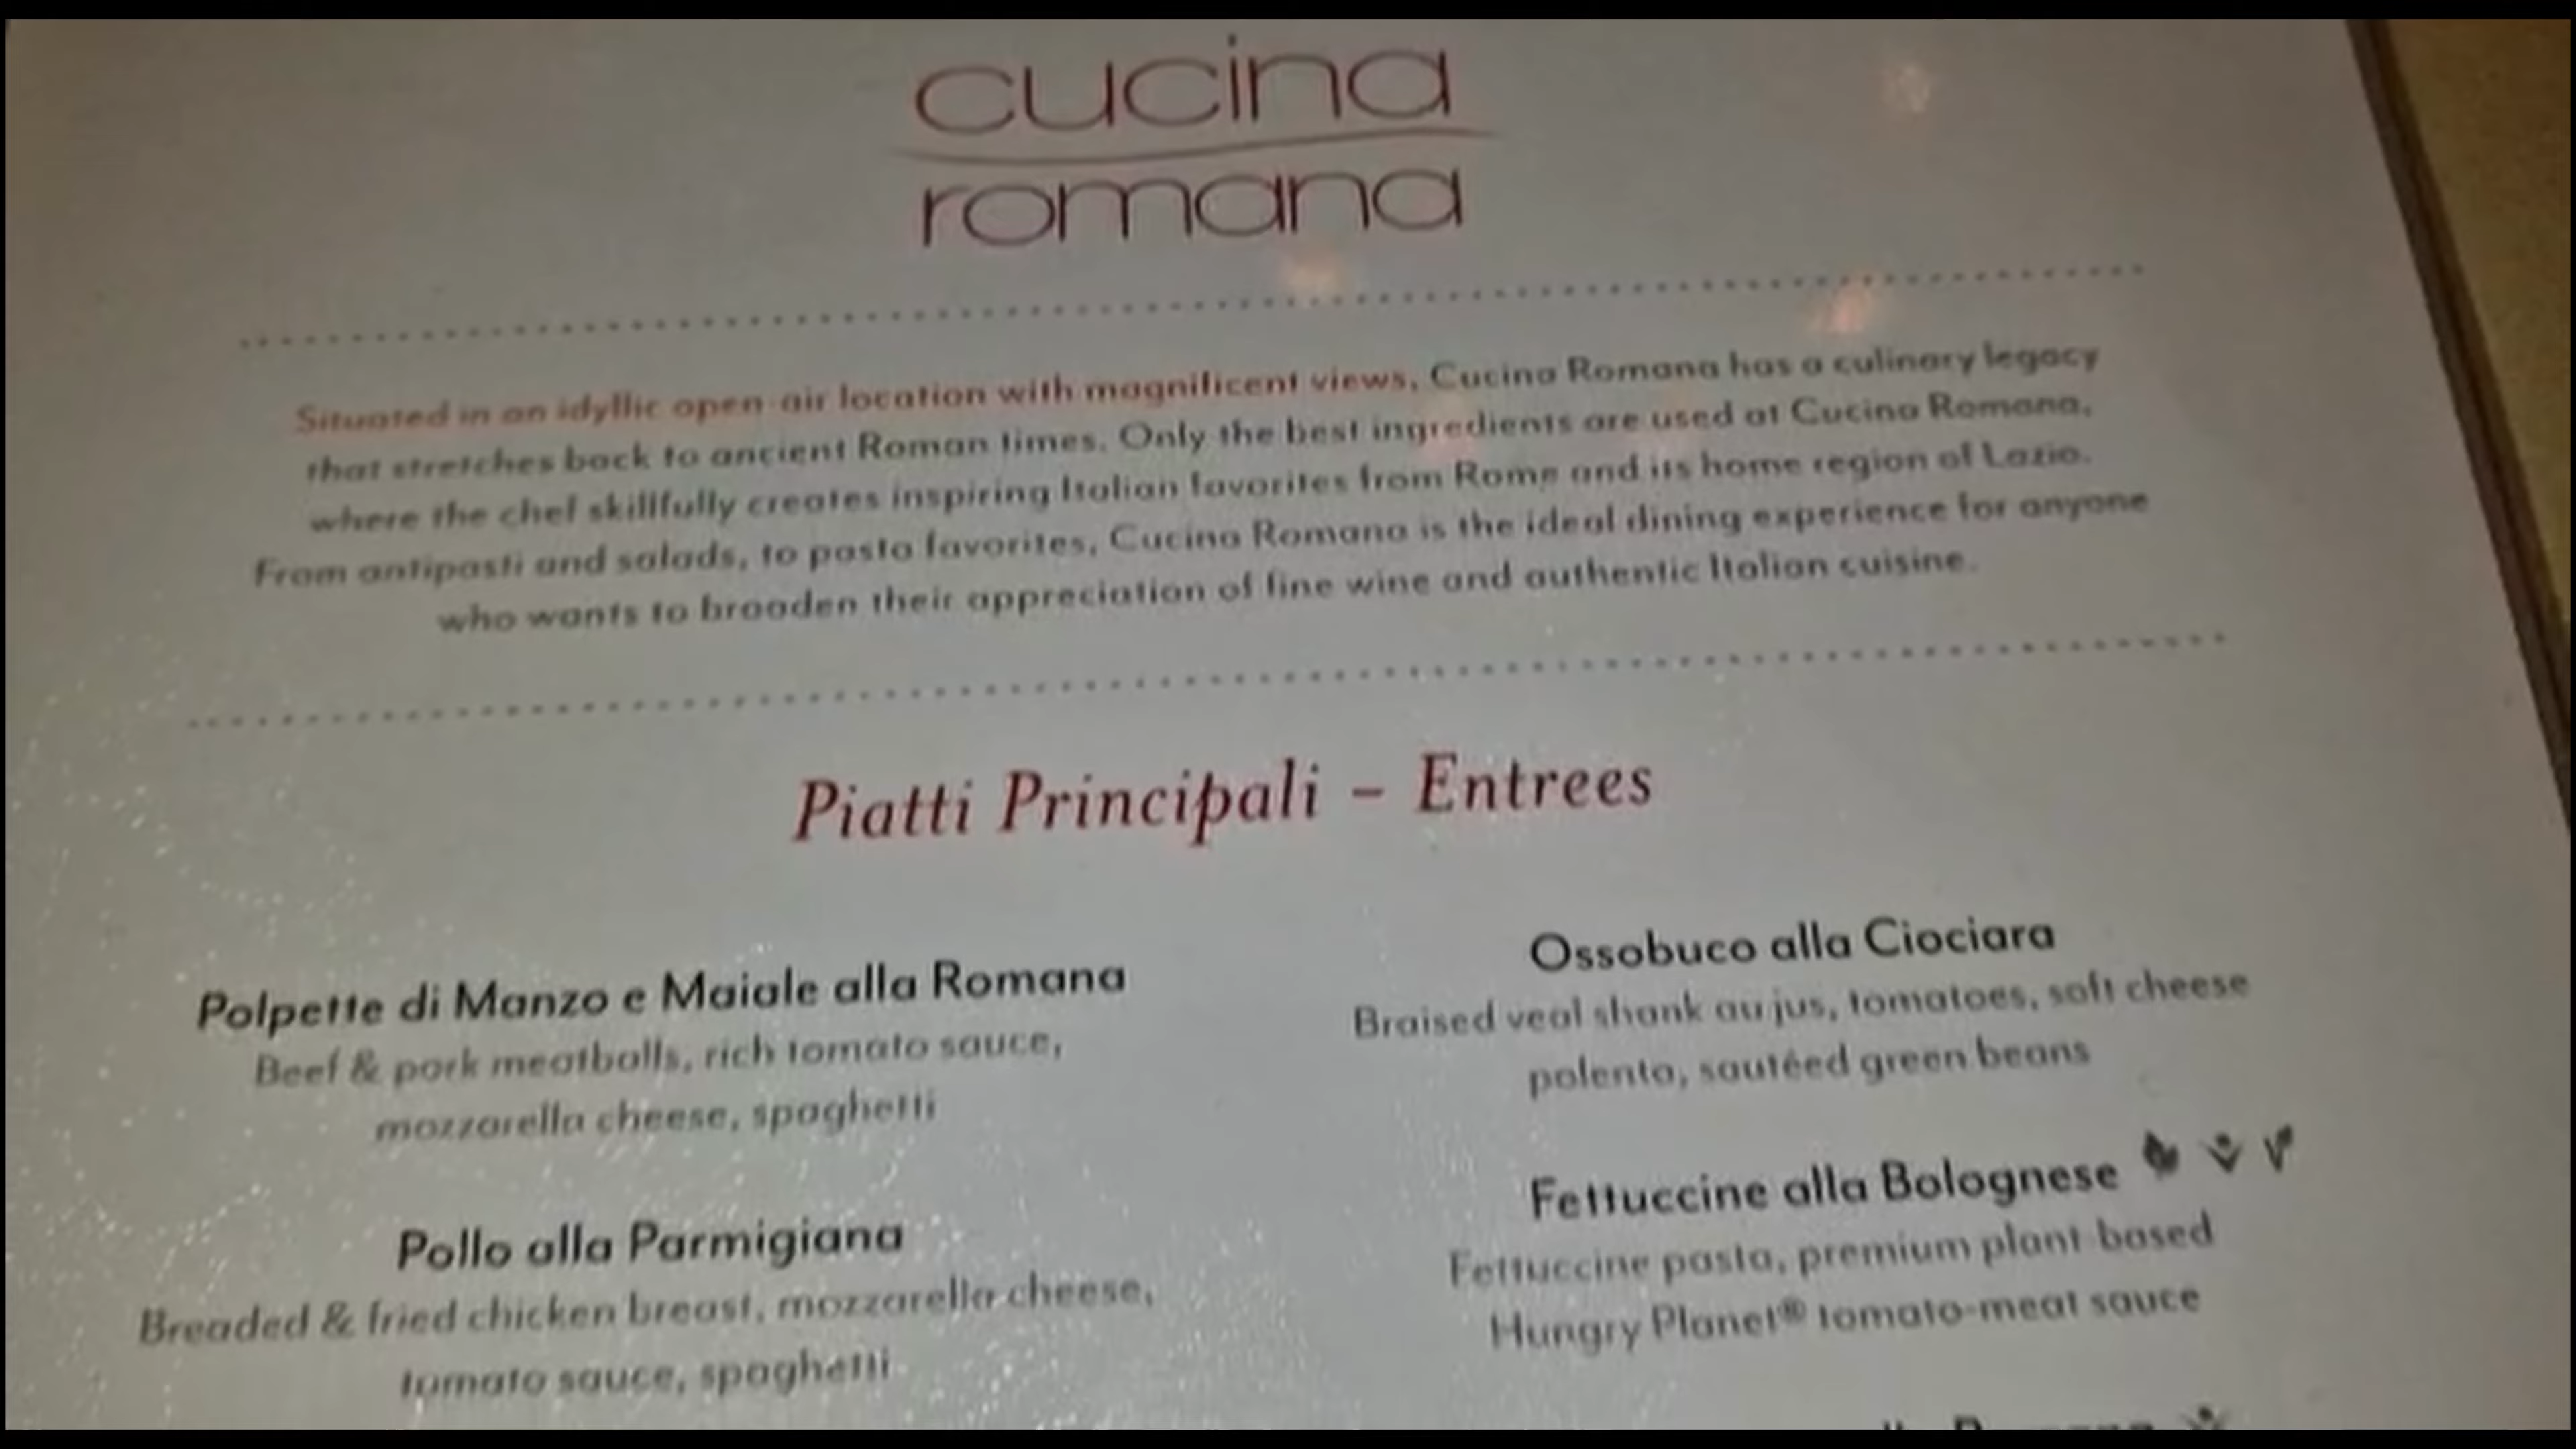 cucina
romana
Situated in an idyllic open-air location with magnificent views, Cucina Romana has a culinary legacy
that stretches back to ancient Roman times. Only the best ingredients are used at Cucina Romana,
where the chef skillfully creates inspiring Italian favorites from Rome and its home region of Lazio.
From antipasti and salads, to pasta favorites, Cucina Romana is the ideal dining experience for anyone
who wants to broaden their appreciation of fine wine and authentic Italian cuisine.
Piatti Principali - Entrees
Polpette di Manzo e Maiale alla Romana
Beef & pork meatballs, rich tomato sauce,
mozzarella cheese, spaghetti
Pollo alla Parmigiana
Breaded & fried chicken breast, mozzarella cheese,
tomato sauce, spaghetti
Ossobuco alla Ciociara
Braised veal shank au jus, tomatoes, soft cheese
polenta, sautéed green beans
Fettuccine alla Bolognese
Fettuccine pasta, premium plant-based
Hungry Planet® tomato-meat sauce